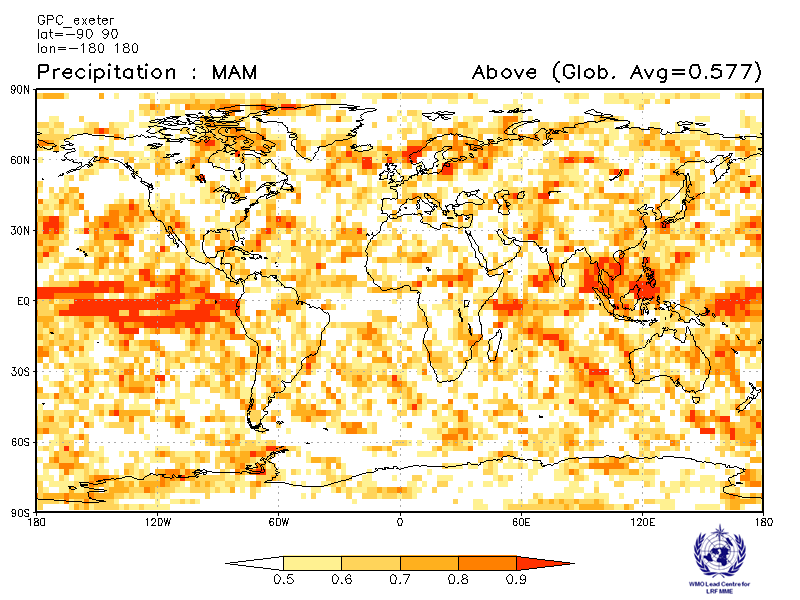 GPC_exeter
lat=-90 90
lon=-180 180
Precipitation : MAM
Above (Glob. Avg=0.577)
90N
60N
30N
EQ
30S
60S
90S
180 120W 60W 0 60E 120E 180
0.5 0.6 0.7 0.8 0.9
WMO Lead Centre for
LRF MME